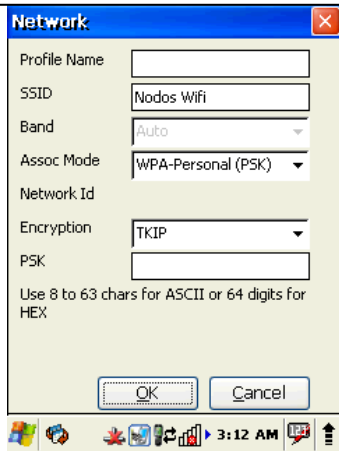 Network
Profile Name
SSID Nodos Wifi
Band Auto
Assoc Mode WPA-Personal (PSK)
Network Id
Encryption TKIP
PSK
Use 8 to 63 chars for ASCII or 64 digits for
HEX
OK Cancel
3:12 AM